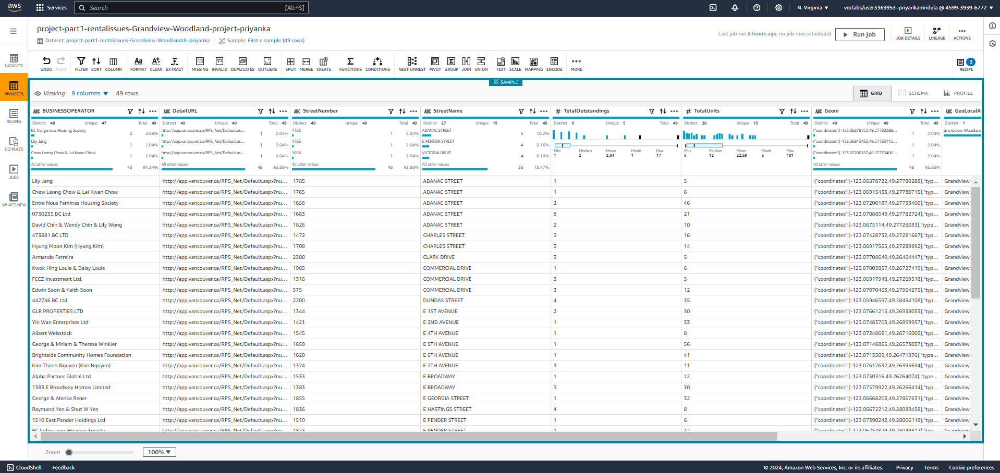 aws Services Search [Alt+S] N. Virginia voclabs/user3369953=priyankamridula @ 4599-3939-6772
project-part1-rentalissues-Grandview-Woodland-project-priyanka
Dataset: project-part1-rentalissues-Grandview-Woodlandds-priyanka Sample: First n sample (49 rows)
Last job run 8 hours ago, no job runs scheduled Run job JOB DETAILS LINEAGE ACTIONS
UNDO REDO FILTER SORT COLUMN FORMAT CLEAN EXTRACT MISSING INVALID DUPLICATES OUTLIERS SPLIT MERGE CREATE FUNCTIONS CONDITIONS NEST-UNNEST PIVOT GROUP JOIN UNION TEXT SCALE MAPPING ENCODE MORE 3 RECIPE
DATASETS
PROJECTS
RECIPES
DQ RULES
JOBS
WHAT'S NEW
SAMPLE
Viewing 9 columns 49 rows GRID SCHEMA PROFILE
ABC BUSINESSOPERATOR ABC DetailURL ABC StreetNumber ABC StreetName # TotalOutstandings # TotalUnits ABC Geom ABC GeoLocalA
Distinct 48 Unique 47 Total 49 Distinct 49 Unique 49 Total 49 Distinct 49 Unique 49 Total 49 Distinct 27 Unique 15 Total 49 Distinct 9 Unique 5 Total 49 Distinct 26 Unique 15 Total 49 Distinct 49 Unique 49 Total 49 Distinct 1
BC Indigenous Housing Society 2 4.08% http://app.vancouver.ca/RPS_Net/Default.as... 1 2.04% 1785 1 2.04% ADANAC STREET 5 10.2% {"coordinates":[-123.06878722,49.27780288... 1 2.04% Grandview-Woodland
Lily Jang 1 2.04% http://app.vancouver.ca/RPS_Net/Default.as... 1 2.04% 1765 1 2.04% E PENDER STREET 4 8.16% {"coordinates":[-123.06915433,49.27780715... 1 2.04%
Chew Leong Chow & Lai Kwan Chow 1 2.04% http://app.vancouver.ca/RPS_Net/Default.as... 1 2.04% 1656 1 2.04% VICTORIA DRIVE 4 8.16% Min Median Mean Mode Max Min Median Mean Mode Max {"coordinates":[-123.07200187,49.27733406... 1 2.04%
1 2 2.84 1 17 5 12 22.59 6 101
All other values 45 91.84% All other values 46 93.88% All other values 46 93.88% All other values 36 73.47% All other values 46 93.88%
Lily Jang http://app.vancouver.ca/RPS_Net/Default.aspx?nu... 1785 ADANAC STREET 1 5 {"coordinates":[-123.06878722,49.27780288],"typ... Grandview-
Chew Leong Chow & Lai Kwan Chow http://app.vancouver.ca/RPS_Net/Default.aspx?nu... 1765 ADANAC STREET 1 6 {"coordinates":[-123.06915433,49.27780715],"typ... Grandview-
Entre Nous Femmes Housing Society http://app.vancouver.ca/RPS_Net/Default.aspx?nu... 1656 ADANAC STREET 2 46 {"coordinates":[-123.07200187,49.27733406],"typ... Grandview-
0730235 BC Ltd http://app.vancouver.ca/RPS_Net/Default.aspx?nu... 1683 ADANAC STREET 8 21 {"coordinates":[-123.07088549,49.27782724],"typ... Grandview-
David Chin & Wendy Chin & Lily Wong http://app.vancouver.ca/RPS_Net/Default.aspx?nu... 1826 ADANAC STREET 2 10 {"coordinates":[-123.0675114,49.27726033],"type... Grandview-
473881 BC LTD http://app.vancouver.ca/RPS_Net/Default.aspx?nu... 1472 CHARLES STREET 3 16 {"coordinates":[-123.07428732,49.27281667],"typ... Grandview-
Hyung Moon Kim (Hyung Kim) http://app.vancouver.ca/RPS_Net/Default.aspx?nu... 1708 CHARLES STREET 3 14 {"coordinates":[-123.06917565,49.27289892],"typ... Grandview-
Armando Ferreira http://app.vancouver.ca/RPS_Net/Default.aspx?nu... 2308 CLARK DRIVE 3 5 {"coordinates":[-123.07708649,49.26404447],"typ... Grandview-
Kwok Hing Louie & Daisy Louie http://app.vancouver.ca/RPS_Net/Default.aspx?nu... 1965 COMMERCIAL DRIVE 1 6 {"coordinates":[-123.07003857,49.26727419],"typ... Grandview-
FCCZ Investment Ltd. http://app.vancouver.ca/RPS_Net/Default.aspx?nu... 1316 COMMERCIAL DRIVE 3 5 {"coordinates":[-123.06917948,49.27269518],"typ... Grandview-
Edwin Soon & Keith Soon http://app.vancouver.ca/RPS_Net/Default.aspx?nu... 575 COMMERCIAL DRIVE 3 12 {"coordinates":[-123.07070463,49.27964275],"typ... Grandview-
442746 BC Ltd http://app.vancouver.ca/RPS_Net/Default.aspx?nu... 2200 DUNDAS STREET 4 35 {"coordinates":[-123.05946597,49.28454108],"typ... Grandview-
GLR PROPERTIES LTD http://app.vancouver.ca/RPS_Net/Default.aspx?nu... 1344 E 1ST AVENUE 2 30 {"coordinates":[-123.07661215,49.26938033],"typ... Grandview-
Yin Wan Enterprises Ltd http://app.vancouver.ca/RPS_Net/Default.aspx?nu... 1421 E 2ND AVENUE 1 33 {"coordinates":[-123.07483703,49.26899957],"typ... Grandview-
Albert Weisstock http://app.vancouver.ca/RPS_Net/Default.aspx?nu... 1545 E 4TH AVENUE 1 8 {"coordinates":[-123.07248681,49.26716005],"typ... Grandview-
George & Miriam & Theresa Winkler http://app.vancouver.ca/RPS_Net/Default.aspx?nu... 1650 E 5TH AVENUE 1 56 {"coordinates":[-123.07146865,49.26573037],"typ... Grandview-
Brightside Community Homes Foundation http://app.vancouver.ca/RPS_Net/Default.aspx?nu... 1620 E 6TH AVENUE 1 41 {"coordinates":[-123.0713509,49.26471876],"type... Grandview-
Kim Thanh Nguyen (Kim Nguyen) http://app.vancouver.ca/RPS_Net/Default.aspx?nu... 1374 E 7TH AVENUE 3 11 {"coordinates":[-123.07617632,49.26395694],"typ... Grandview-
Alpha Partner Global Ltd http://app.vancouver.ca/RPS_Net/Default.aspx?nu... 1533 E BROADWAY 1 12 {"coordinates":[-123.0730316,49.26264074],"type... Grandview-
1383 E Broadway Homes Limited http://app.vancouver.ca/RPS_Net/Default.aspx?nu... 1383 E BROADWAY 3 30 {"coordinates":[-123.07579922,49.26266414],"typ... Grandview-
George & Alenka Rener http://app.vancouver.ca/RPS_Net/Default.aspx?nu... 1855 E GEORGIA STREET 1 32 {"coordinates":[-123.06668203,49.27867631],"typ... Grandview-
Raymond Yen & Shut W Yen http://app.vancouver.ca/RPS_Net/Default.aspx?nu... 1836 E HASTINGS STREET 4 8 {"coordinates":[-123.06672212,49.28089458],"typ... Grandview-
1510 East Pender Holdings Ltd http://app.vancouver.ca/RPS_Net/Default.aspx?nu... 1510 E PENDER STREET 1 6 {"coordinates":[-123.07390242,49.28006118],"typ... Grandview-
BC Indigenous Housing Society http://app.vancouver.ca/RPS_Net/Default.aspx?nu... 1823 E PENDER STREET 1 42 {"coordinates":[-123.06754829,49.28049812],"typ... Grandview-
Zoom 100%
CloudShell Feedback © 2024, Amazon Web Services, Inc. or its affiliates. Privacy Terms Cookie preferences